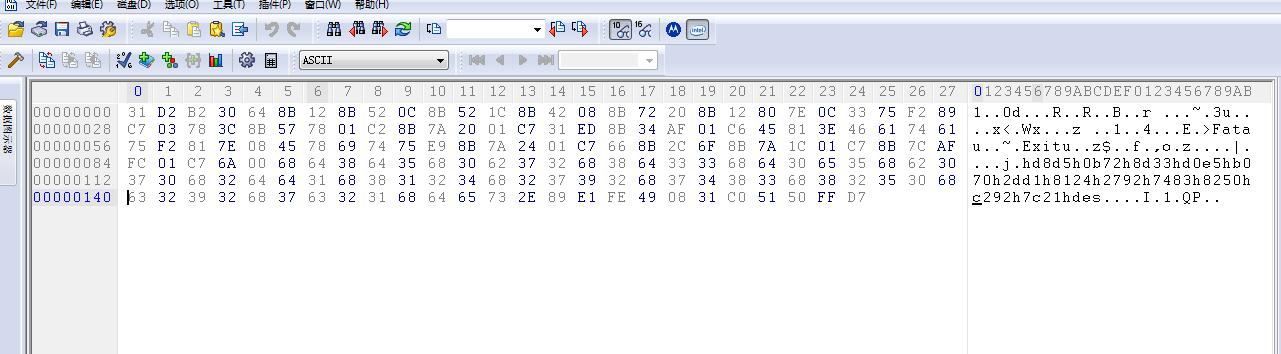 文件(F) 编辑(E) 磁盘(D) 选项(O) 工具(T) 插件(P) 窗口(W) 帮助(H)
10 16 intel
ASCII
数据图示器
0 1 2 3 4 5 6 7 8 9 10 11 12 13 14 15 16 17 18 19 20 21 22 23 24 25 26 27 0123456789ABCDEF0123456789AB
00000000 31 D2 B2 30 64 8B 12 8B 52 0C 8B 52 1C 8B 42 08 8B 72 20 8B 12 80 7E 0C 33 75 F2 89 1..0d...R..R..B..r ...~.3u..
00000028 C7 03 78 3C 8B 57 78 01 C2 8B 7A 20 01 C7 31 ED 8B 34 AF 01 C6 45 81 3E 46 61 74 61 ..x<.Wx...z ..1..4...E.>Fata
00000056 75 F2 81 7E 08 45 78 69 74 75 E9 8B 7A 24 01 C7 66 8B 2C 6F 8B 7A 1C 01 C7 8B 7C AF u..~.Exitu..z$..f.,o.z....|.
00000084 FC 01 C7 6A 00 68 64 38 64 35 68 30 62 37 32 68 38 64 33 33 68 64 30 65 35 68 62 30 ...j.hd8d5h0b72h8d33hd0e5hb0
00000112 37 30 68 32 64 64 31 68 38 31 32 34 68 32 37 39 32 68 37 34 38 33 68 38 32 35 30 68 70h2dd1h8124h2792h7483h8250h
00000140 63 32 39 32 68 37 63 32 31 68 64 65 73 2E 89 E1 FE 49 08 31 C0 51 50 FF D7 c292h7c21hdes....I.1.QP..